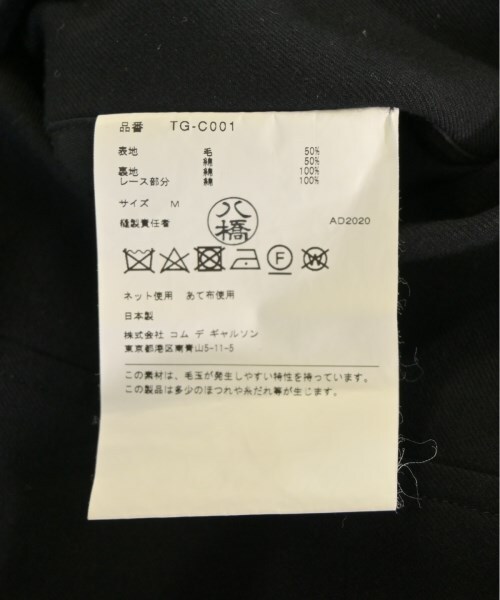 品番 TG-C001
表地 毛 50%
綿 50%
裏地 綿 100%
レース部分 綿 100%
サイズ M
縫製責任者 八橋 AD2020
F W
ネット使用 あて布使用
日本製
株式会社 コム デ ギャルソン
東京都港区南青山5-11-5
この素材は、毛玉が発生しやすい特性を持っています。
この製品は多少のほつれや糸だれ等が生じます。